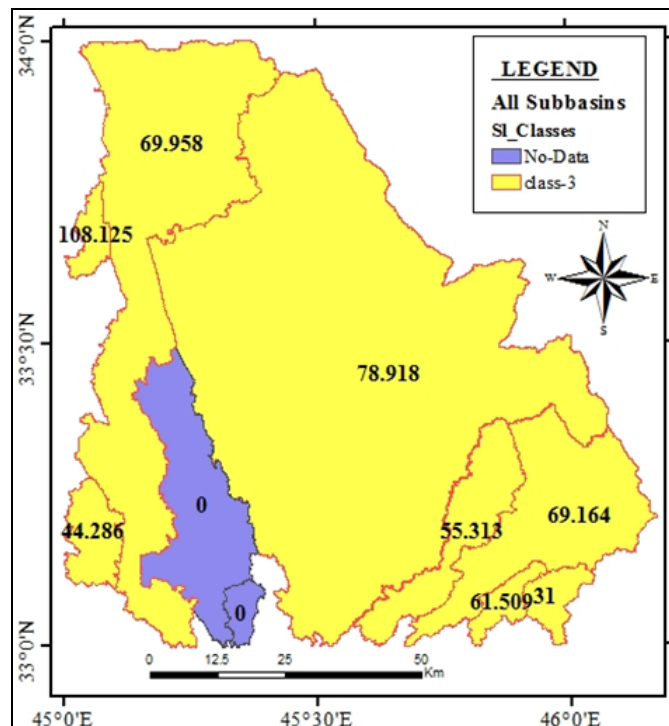 34°0'N
33°30'N
33°0'N
LEGEND
All Subbasins
Sl_Classes
No-Data
class-3
N
W
E
S
69.958
108.125
78.918
44.286
0
0
55.313
69.164
61.509
31
0
12.5
25
50
Km
45°0'E
45°30'E
46°0'E